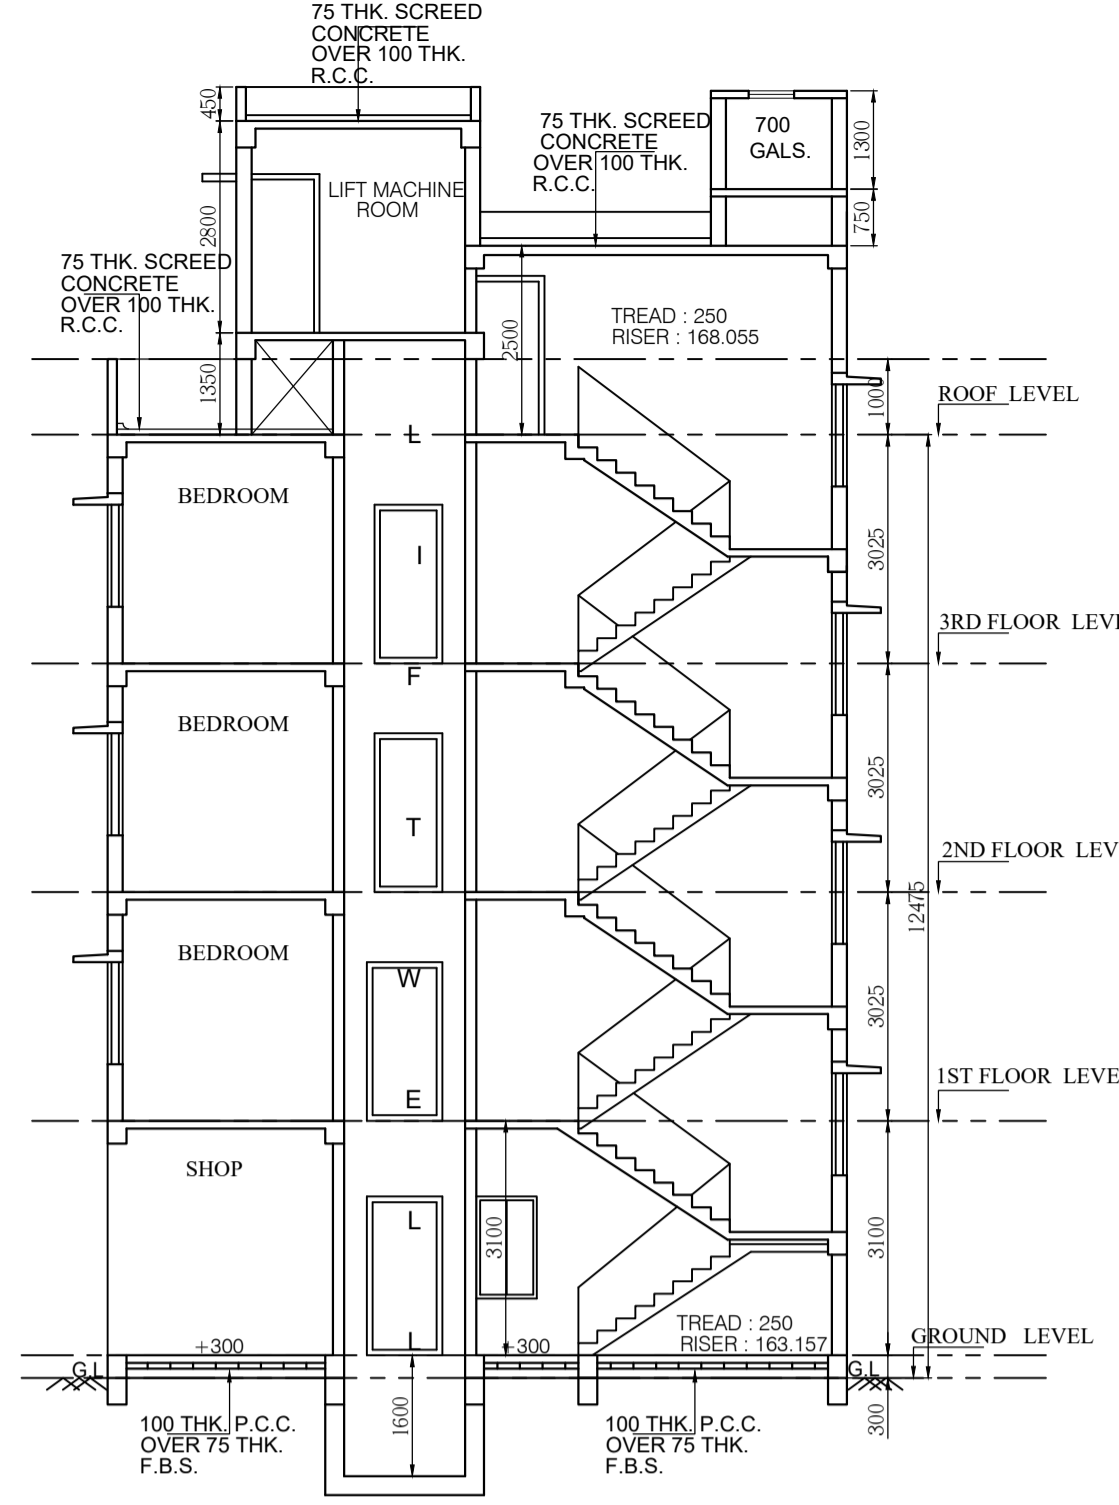 75 THK. SCREED
CONCRETE
OVER 100 THK.
R.C.C.
450
75 THK. SCREED
CONCRETE
OVER 100 THK.
R.C.C.
700
GALS.
1300
LIFT MACHINE
ROOM
2800
750
75 THK. SCREED
CONCRETE
OVER 100 THK.
R.C.C.
TREAD : 250
RISER : 168.055
2500
1350
1000
ROOF LEVEL
L
BEDROOM
I
3025
3RD FLOOR LEV
F
BEDROOM
T
3025
2ND FLOOR LEV
12475
BEDROOM
W
3025
E
1ST FLOOR LEVE
SHOP
L
3100
3100
TREAD : 250
RISER : 163.157
L
+300
+300
GROUND LEVEL
G.L
G.L
300
1600
100 THK. P.C.C.
OVER 75 THK.
F.B.S.
100 THK. P.C.C.
OVER 75 THK.
F.B.S.